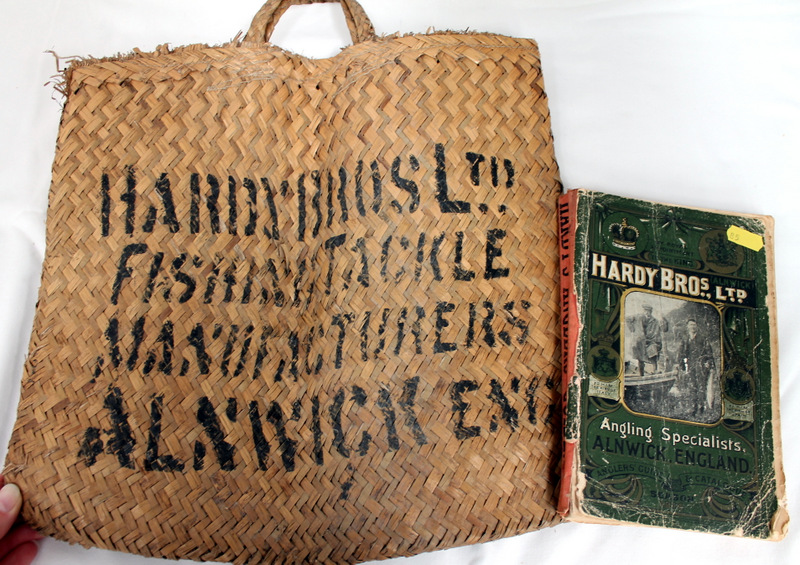 HARDY BROS LTD
FISHING TACKLE
MANUFACTURERS
ALNWICK ENG
HARDY BROS., LTD
Angling Specialists,
ALNWICK, ENGLAND.